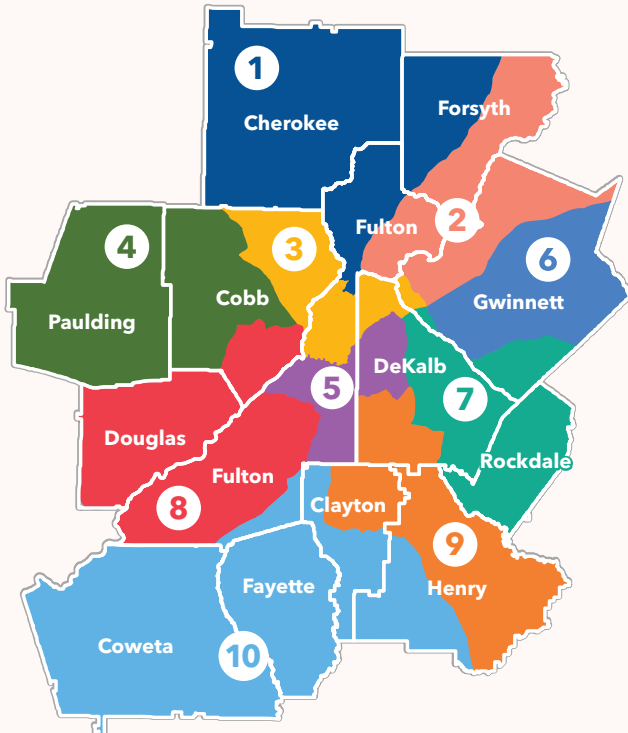 1
Cherokee
Forsyth
2
Fulton
3
4
6
Cobb
Gwinnett
Paulding
DeKalb
5
7
Douglas
Rockdale
Fulton
8
Clayton
9
Fayette
Henry
Coweta
10